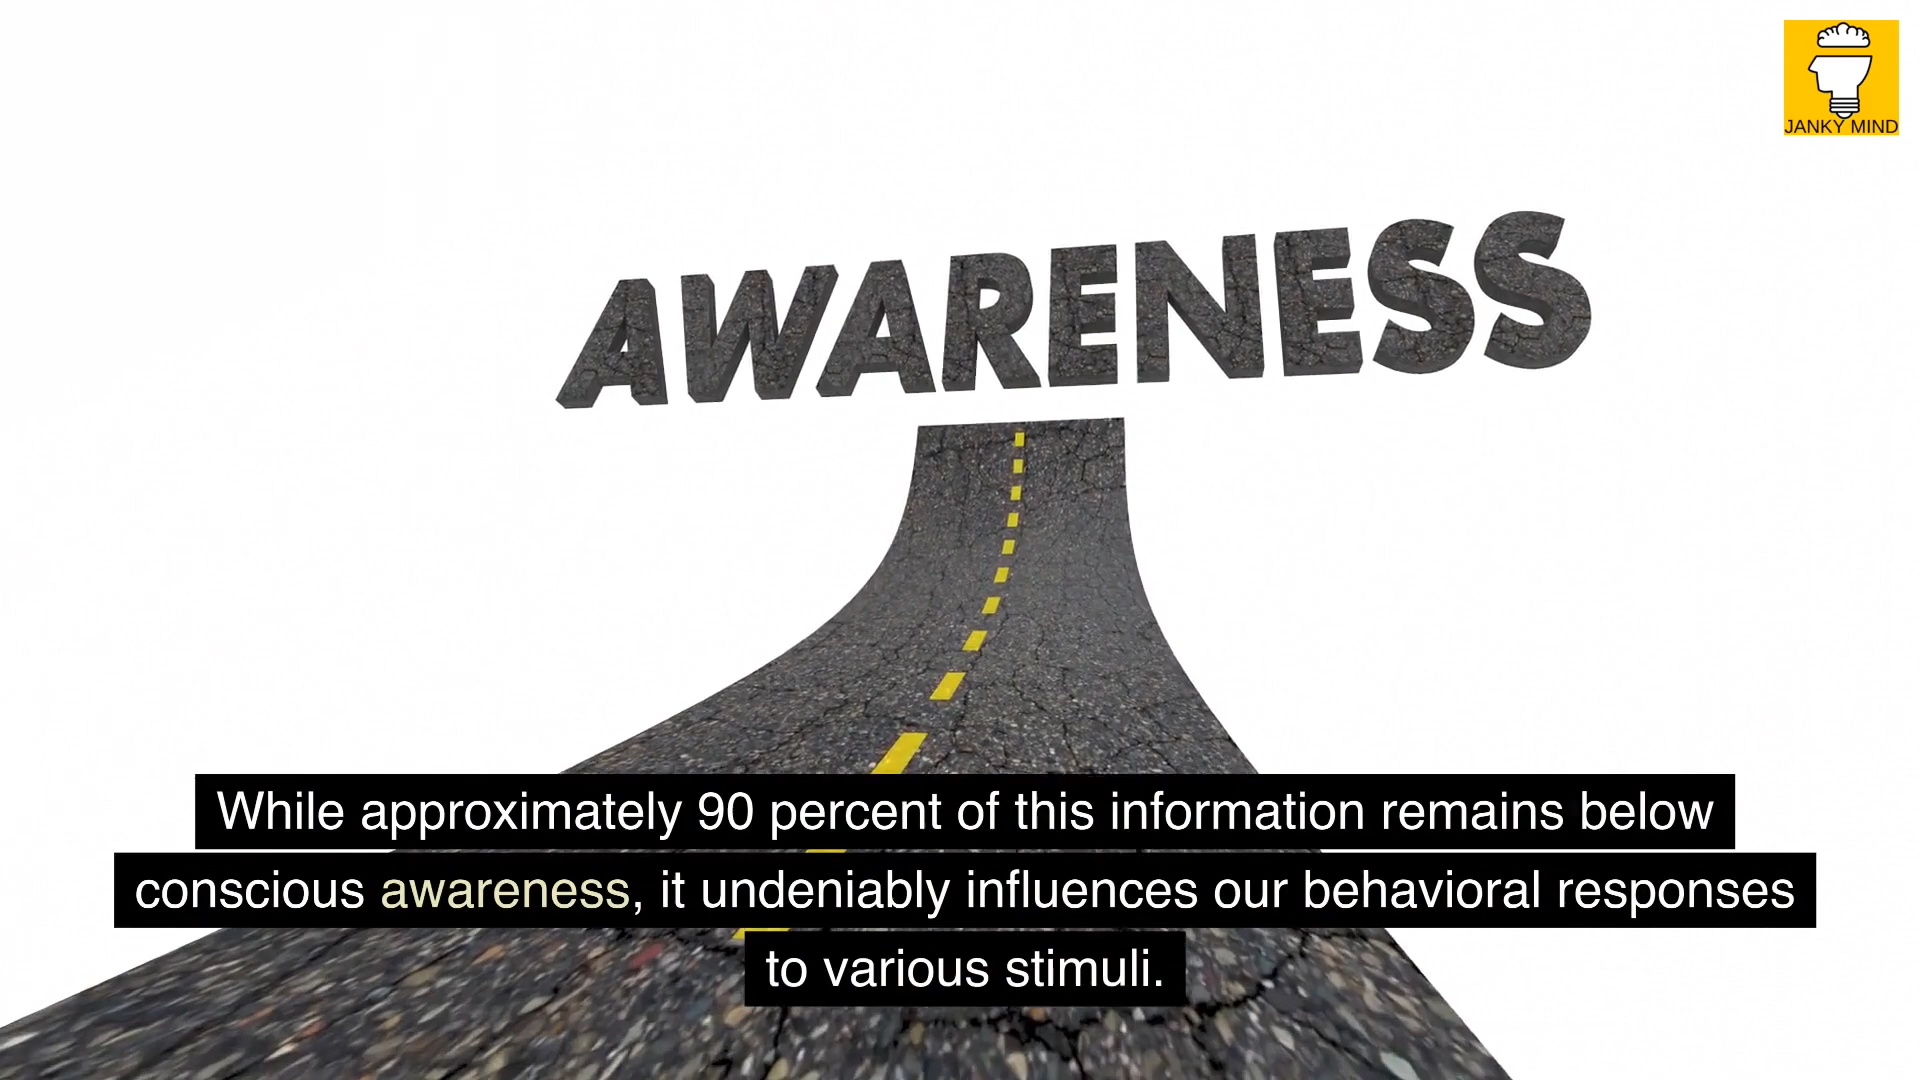 JANKY MIND
AWARENESS
While approximately 90 percent of this information remains below
conscious awareness, it undeniably influences our behavioral responses
to various stimuli.